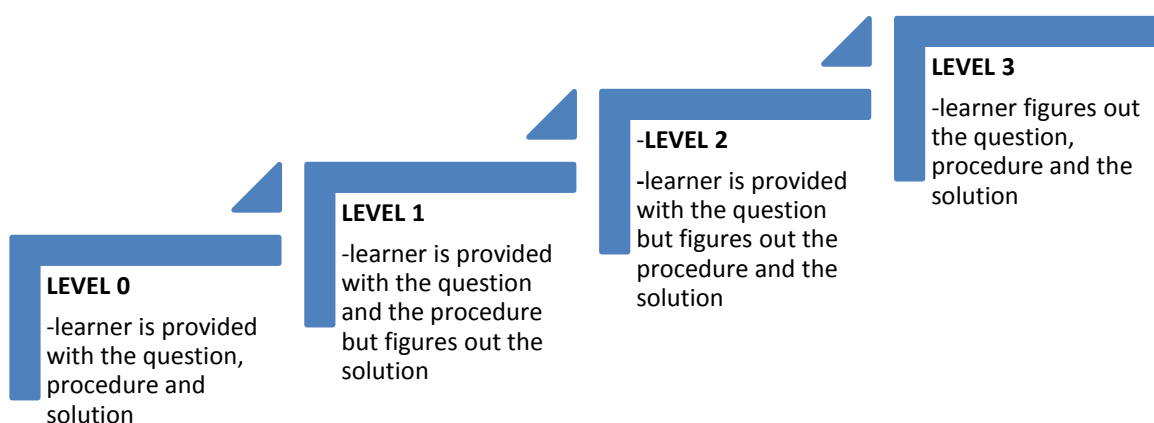 LEVEL 0
-learner is provided
with the question,
procedure and
solution
LEVEL 1
-learner is provided
with the question
and the procedure
but figures out the
solution
-LEVEL 2
-learner is provided
with the question
but figures out the
procedure and the
solution
LEVEL 3
-learner figures out
the question,
procedure and the
solution